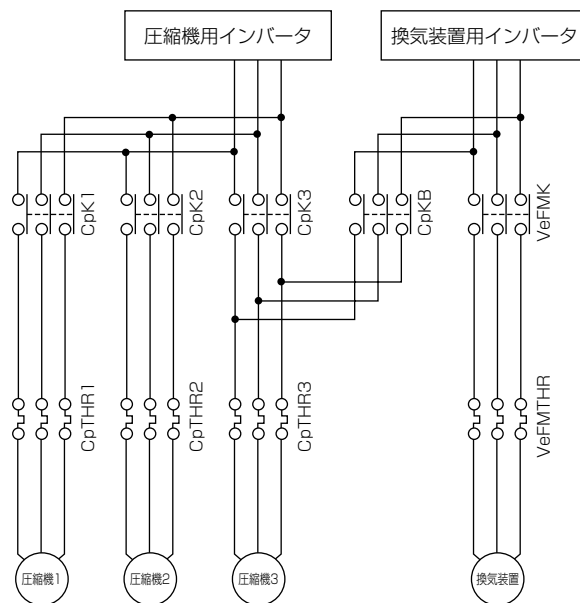 圧縮機用インバータ
換気装置用インバータ
CpK1
CpK2
CpK3
CpKB
VeFMK
CpTHR1
CpTHR2
CpTHR3
VeFMTHR
圧縮機1
圧縮機2
圧縮機3
換気装置